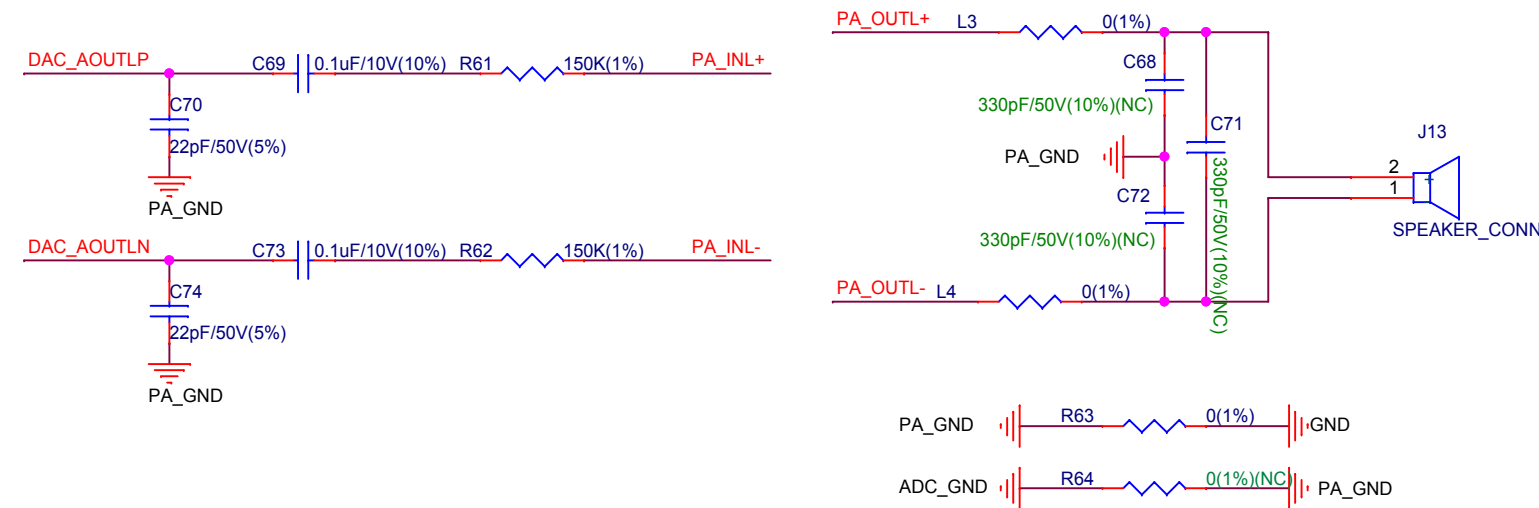 DAC_AOUTLP C69 0.1uF/10V(10%) R61 150K(1%) PA_INL+
C70
22pF/50V(5%)
PA_GND
DAC_AOUTLN C73 0.1uF/10V(10%) R62 150K(1%) PA_INL-
C74
22pF/50V(5%)
PA_GND
PA_OUTL+ L3 0(1%)
C68
330pF/50V(10%)(NC)
C71
330pF/50V(10%)(NC)
PA_GND
C72
330pF/50V(10%)(NC)
PA_OUTL- L4 0(1%)
J13
2
1
SPEAKER_CONN
PA_GND R63 0(1%) GND
ADC_GND R64 0(1%)(NC) PA_GND